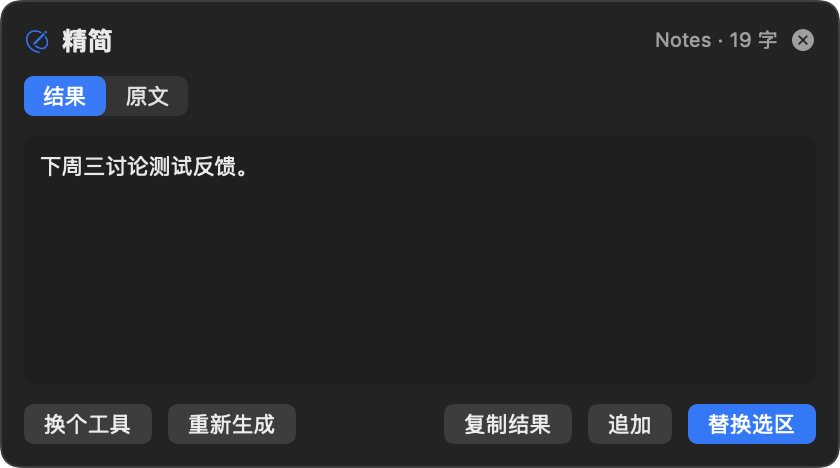 精简
Notes · 19 字
结果
原文
下周三讨论测试反馈。
换个工具
重新生成
复制结果
追加
替换选区